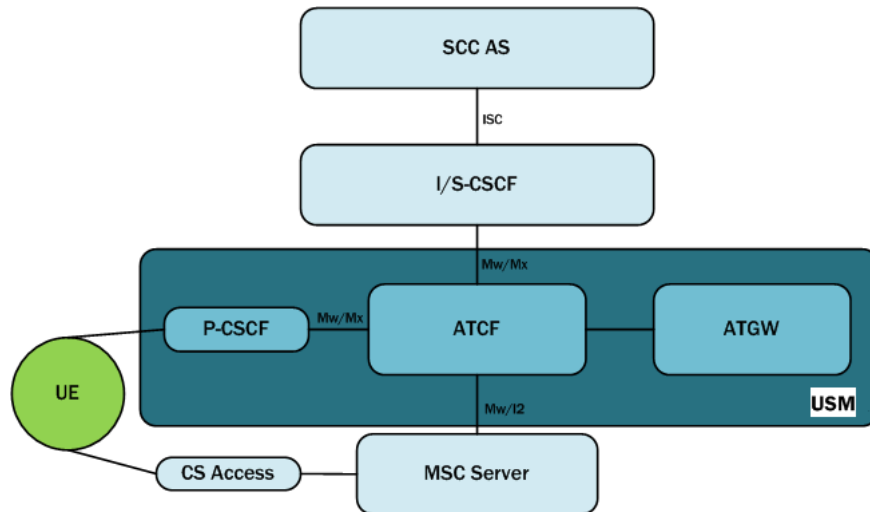 SCC AS
ISC
I/S-CSCF
Mw/Mx
P-CSCF
Mw/Mx
ATCF
ATGW
UE
USM
Mw/I2
CS Access
MSC Server